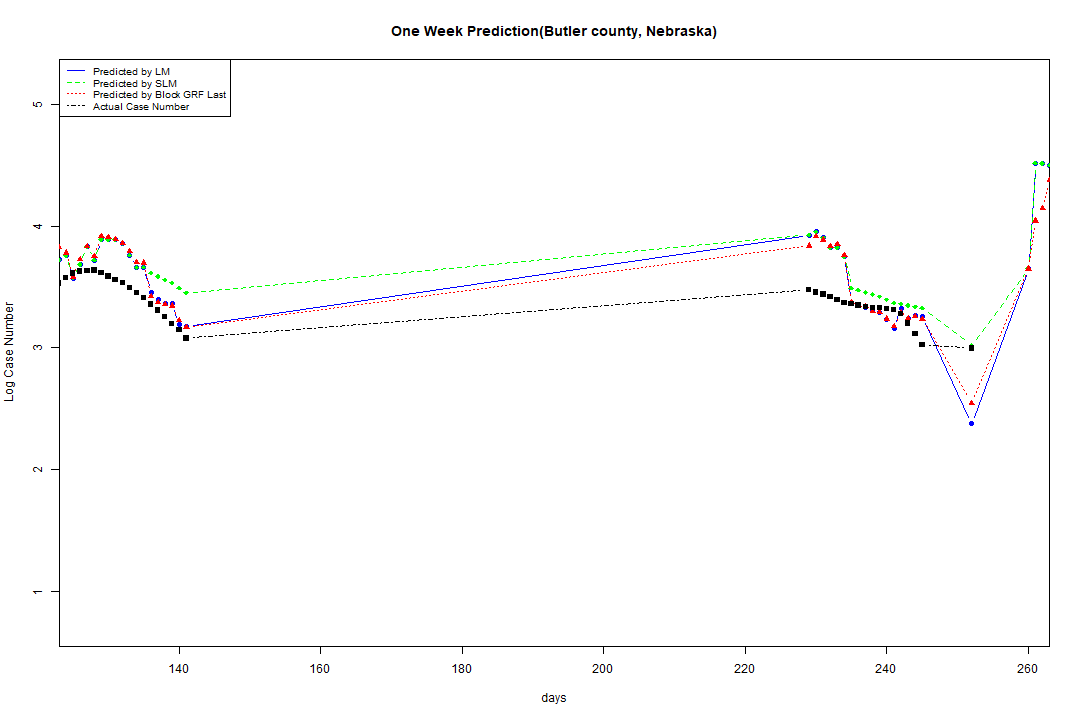 One Week Prediction(Butler county, Nebraska)
Predicted by LM
Predicted by SLM
Predicted by Block GRF Last
Actual Case Number
5
4
3
2
1
Log Case Number
140 160 180 200 220 240 260
days